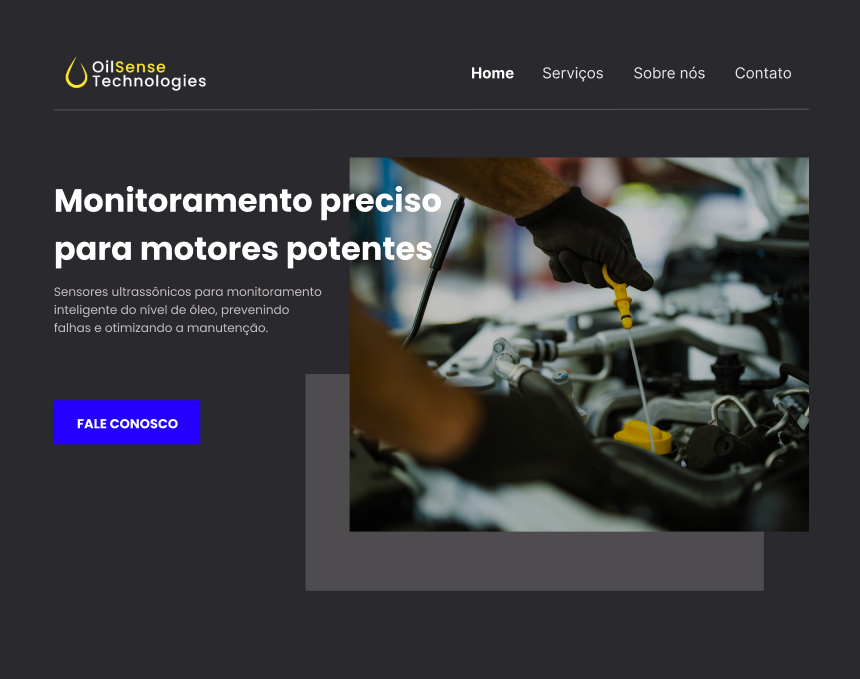 OilSense
Technologies
Home Serviços Sobre nós Contato
Monitoramento preciso
para motores potentes
Sensores ultrassônicos para monitoramento
inteligente do nível de óleo, prevenindo
falhas e otimizando a manutenção.
FALE CONOSCO